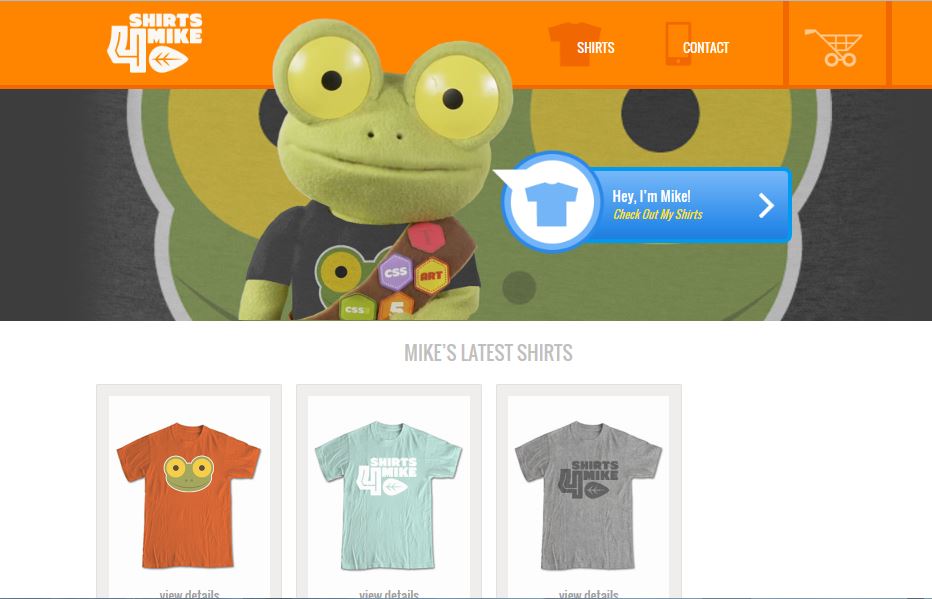 SHIRTS
4 MIKE
SHIRTS
CONTACT
Hey, I'm Mike!
Check Out My Shirts
CSS
ART
CSS3
5
MIKE'S LATEST SHIRTS
SHIRTS
4 MIKE
SHIRTS
4 MIKE
view details
view details
view details